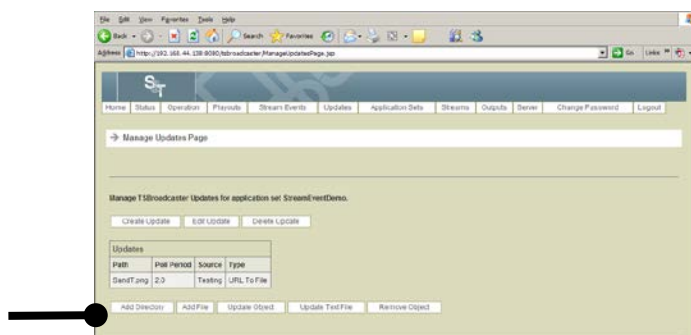 File Edit View Favorites Tools Help
Back Search Favorites
Address http://192.168.44.138:8090/tsbroadcaster/ManageUpdatesPage.jsp Go Links
S&T
Home Status Operation Playouts Stream Events Updates Application Sets Streams Outputs Server Change Password Logout
Manage Updates Page
Manage TSBroadcaster Updates for application set StreamEventDemo.
Create Update Edit Update Delete Update
Updates
Path Poll Period Source Type
SandT.png 2.0 Testing URL To File
Add Directory Add File Update Object Update Text File Remove Object